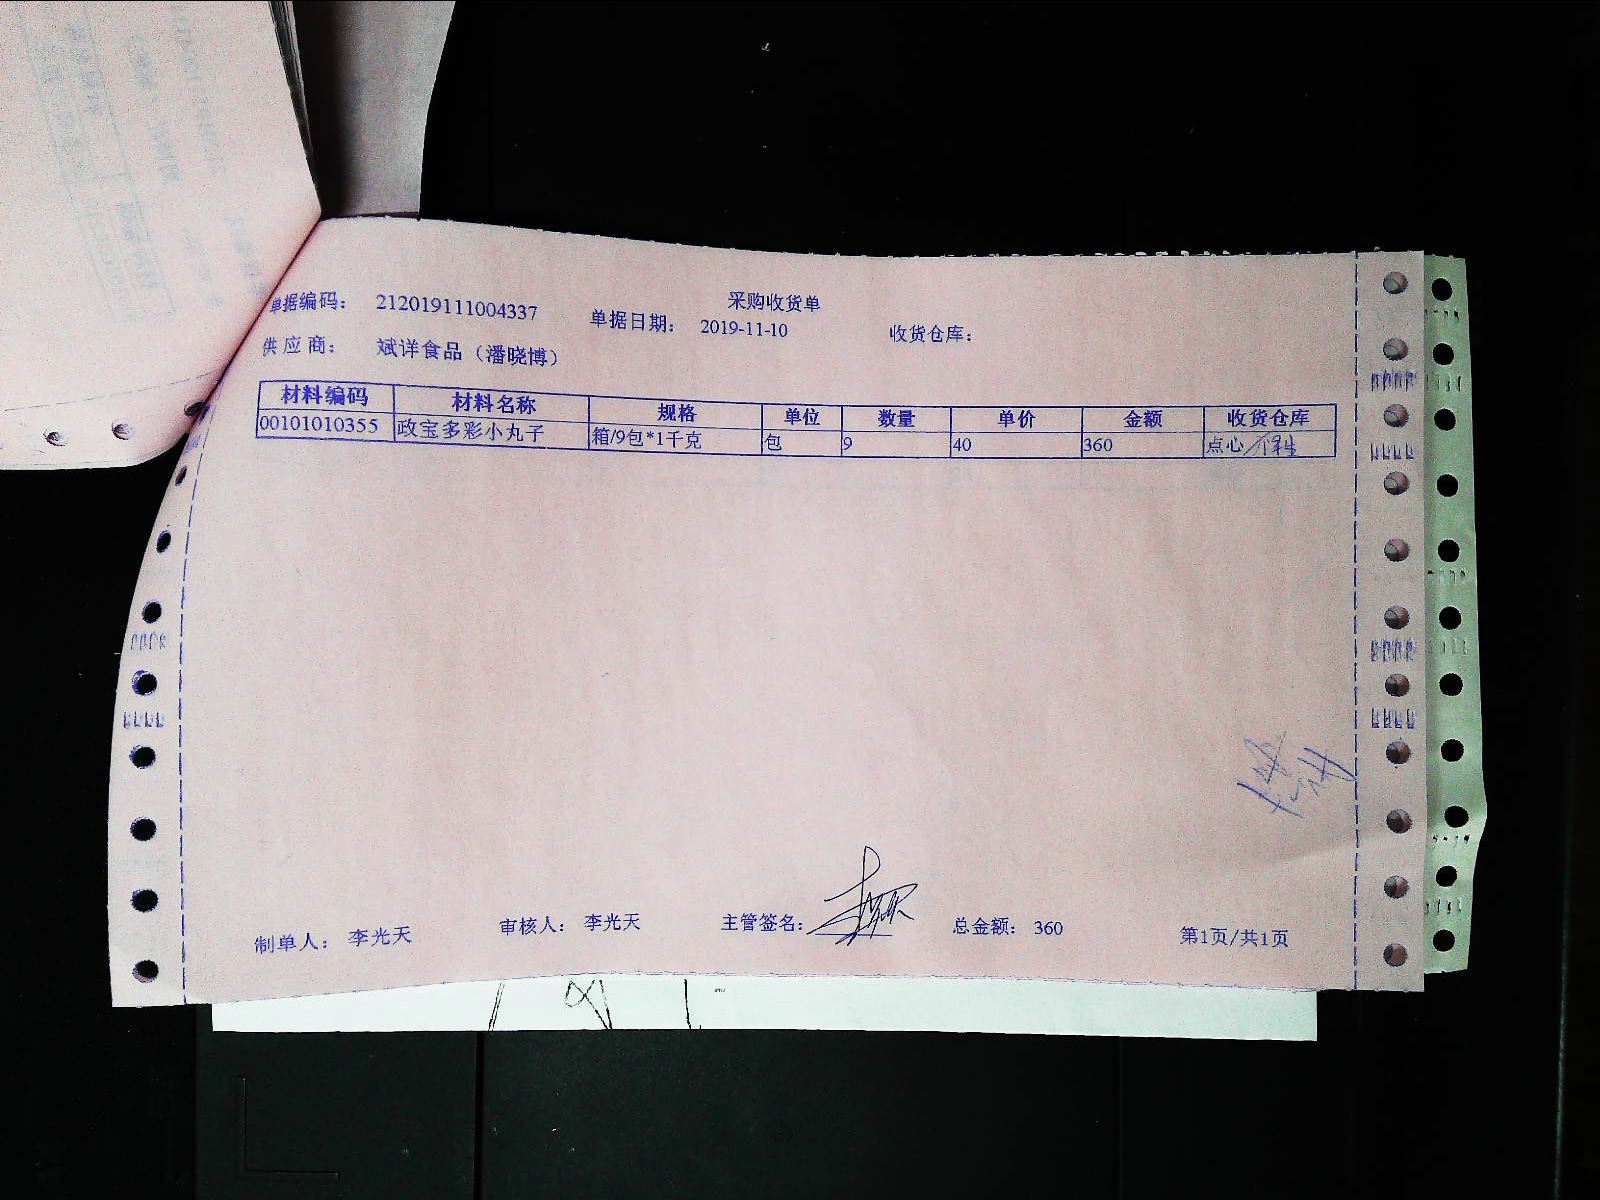 采购收货单
单据编码: 212019111004337 单据日期: 2019-11-10 收货仓库:
供应商: 斌详食品（潘晓博）
材料编码 材料名称 规格 单位 数量 单价 金额 收货仓库
00101010355 政宝多彩小丸子 箱/9包*1千克 包 9 40 360 点心
制单人: 李光天 审核人: 李光天 主管签名: 总金额: 360 第1页/共1页